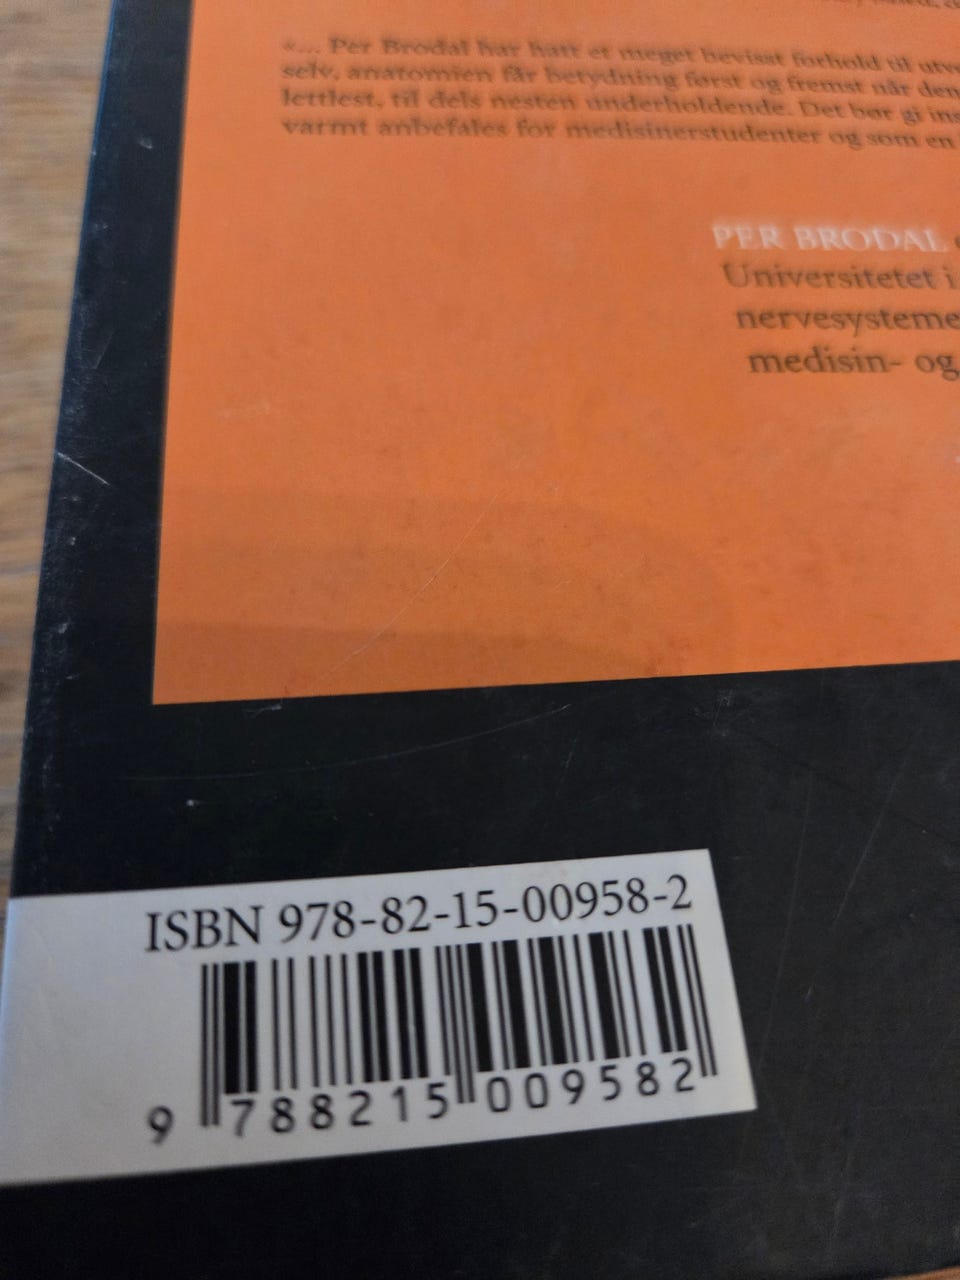 «... Per Brodal har hatt et meget bevisst forhold til utve
selv, anatomien får betydning først og fremst når den
lettlest, til dels nesten underholdende. Det bør gi ins
varmt anbefales for medisinerstudenter og som en
PER BRODAL
Universitetet i
nervesysteme
medisin- og
ISBN 978-82-15-00958-2
9 788215 009582